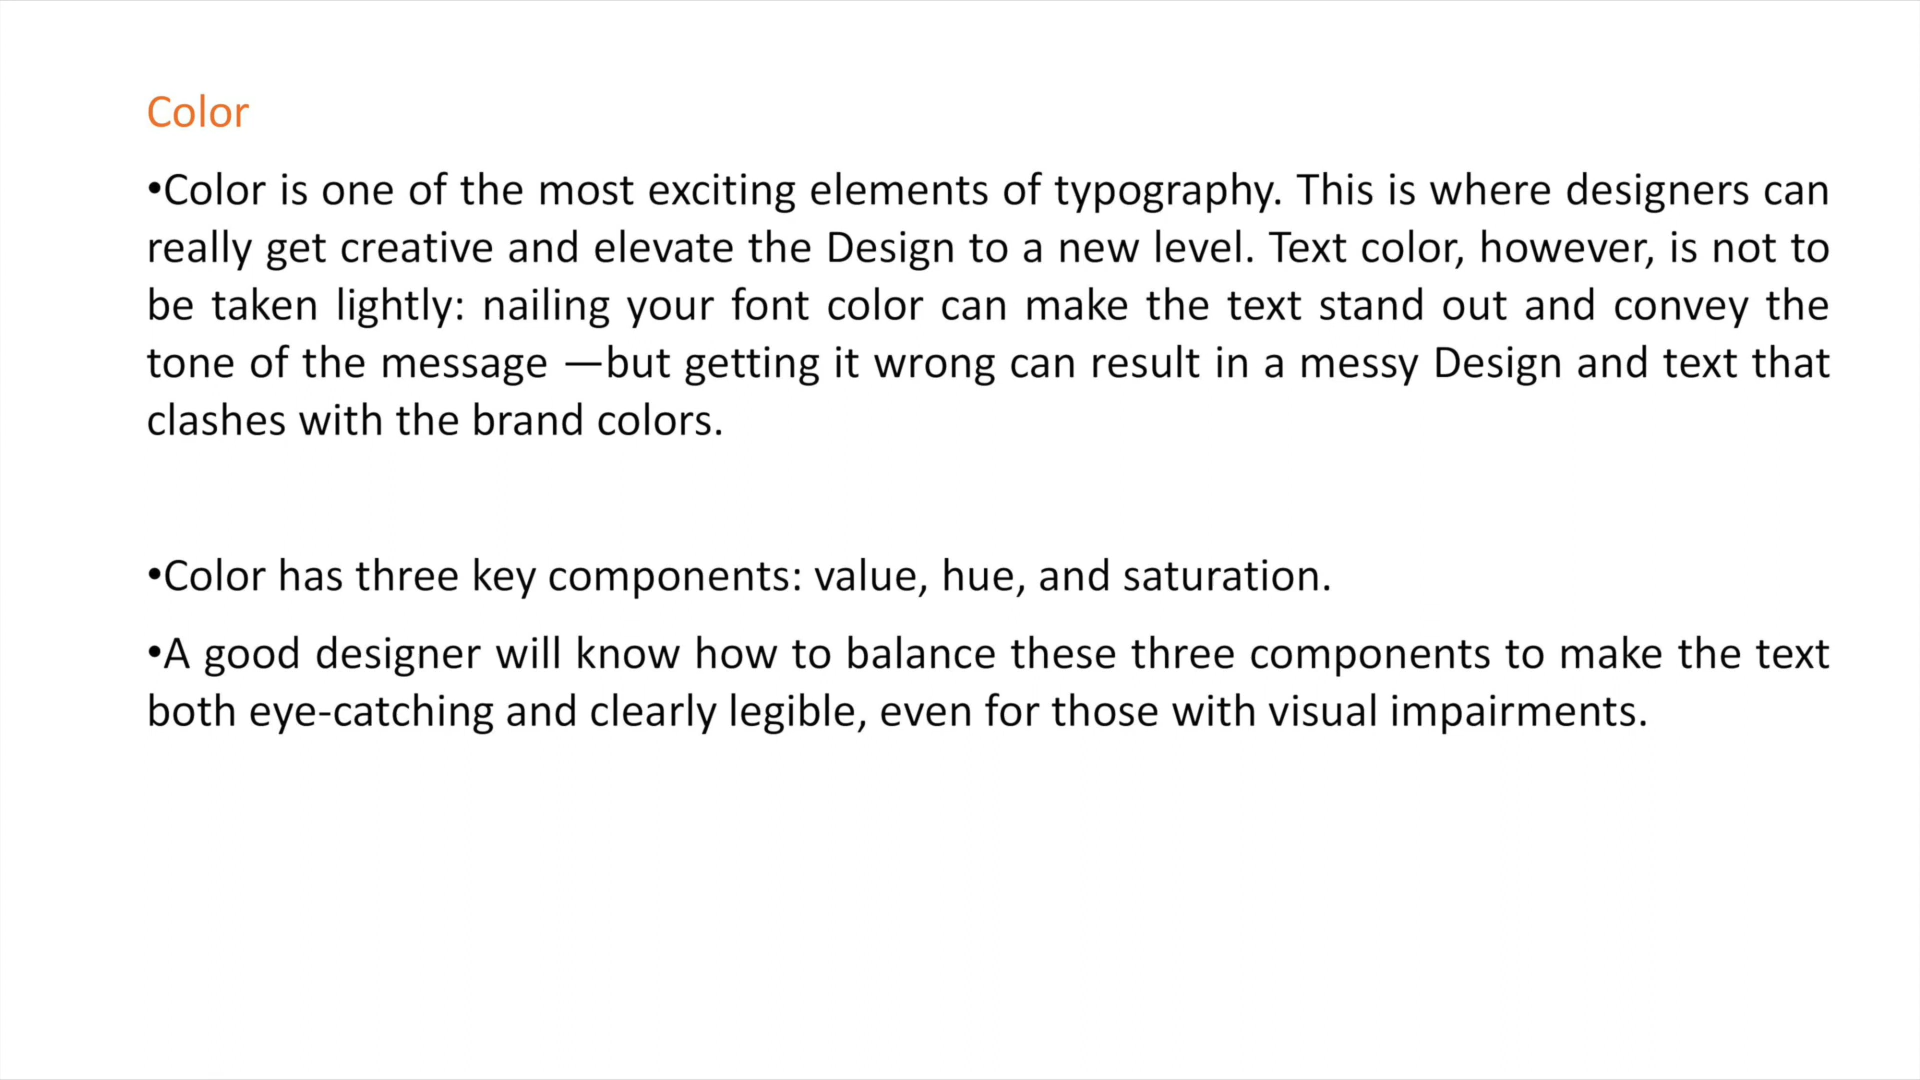 Color
•Color is one of the most exciting elements of typography. This is where designers can
really get creative and elevate the Design to a new level. Text color, however, is not to
be taken lightly: nailing your font color can make the text stand out and convey the
tone of the message —but getting it wrong can result in a messy Design and text that
clashes with the brand colors.
•Color has three key components: value, hue, and saturation.
•A good designer will know how to balance these three components to make the text
both eye-catching and clearly legible, even for those with visual impairments.